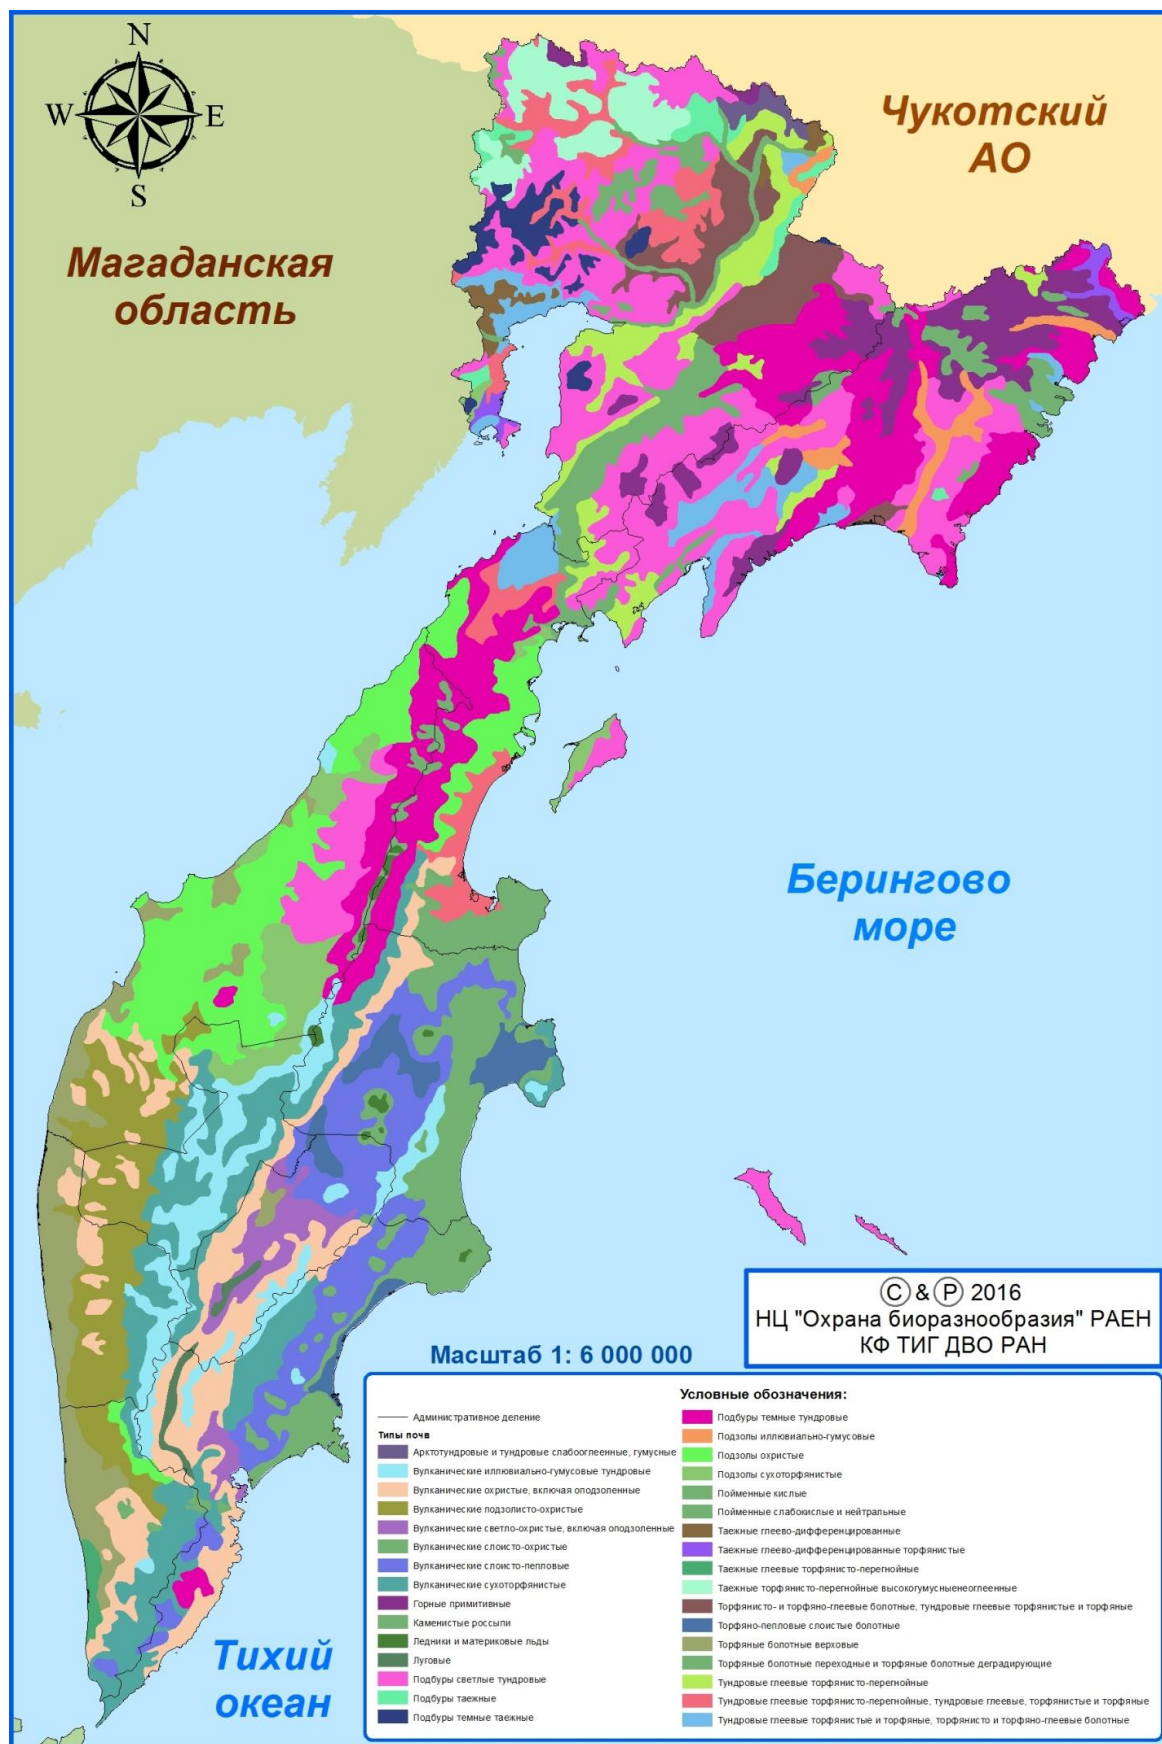 N
W
E
S
Чукотский
АО
Магаданская
область
Берингово
море
Тихий
океан
Ⓒ & Ⓟ 2016
НЦ "Охрана биоразнообразия" РАЕН
КФ ТИГ ДВО РАН
Масштаб 1: 6 000 000
Условные обозначения:
Административное деление
Типы почв
Арктотундровые и тундровые слабооглеенные, гумусные
Вулканические иллювиально-гумусовые тундровые
Вулканические охристые, включая оподзоленные
Вулканические подзолисто-охристые
Вулканические светло-охристые, включая оподзоленные
Вулканические слоисто-охристые
Вулканические слоисто-пепловые
Вулканические сухоторфянистые
Горные примитивные
Каменистые россыпи
Ледники и материковые льды
Луговые
Подбуры светлые тундровые
Подбуры таежные
Подбуры темные таежные
Подбуры темные тундровые
Подзолы иллювиально-гумусовые
Подзолы охристые
Подзолы сухоторфянистые
Пойменные кислые
Пойменные слабокислые и нейтральные
Таежные глеево-дифференцированные
Таежные глеево-дифференцированные торфянистые
Таежные глеевые торфянисто-перегнойные
Таежные торфянисто-перегнойные высокогумусныенеоглеенные
Торфянисто- и торфяно-глеевые болотные, тундровые глеевые торфянистые и торфяные
Торфяно-пепловые слоистые болотные
Торфяные болотные верховые
Торфяные болотные переходные и торфяные болотные деградирующие
Тундровые глеевые торфянисто-перегнойные
Тундровые глеевые торфянисто-перегнойные, тундровые глеевые, торфянистые и торфяные
Тундровые глеевые торфянистые и торфяные, торфянисто и торфяно-глеевые болотные